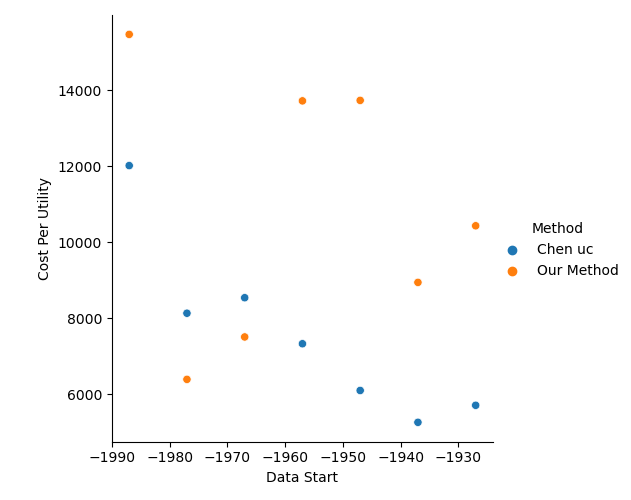 14000
12000
10000
8000
6000
Cost Per Utility
−1990 −1980 −1970 −1960 −1950 −1940 −1930
Data Start
Method
Chen uc
Our Method